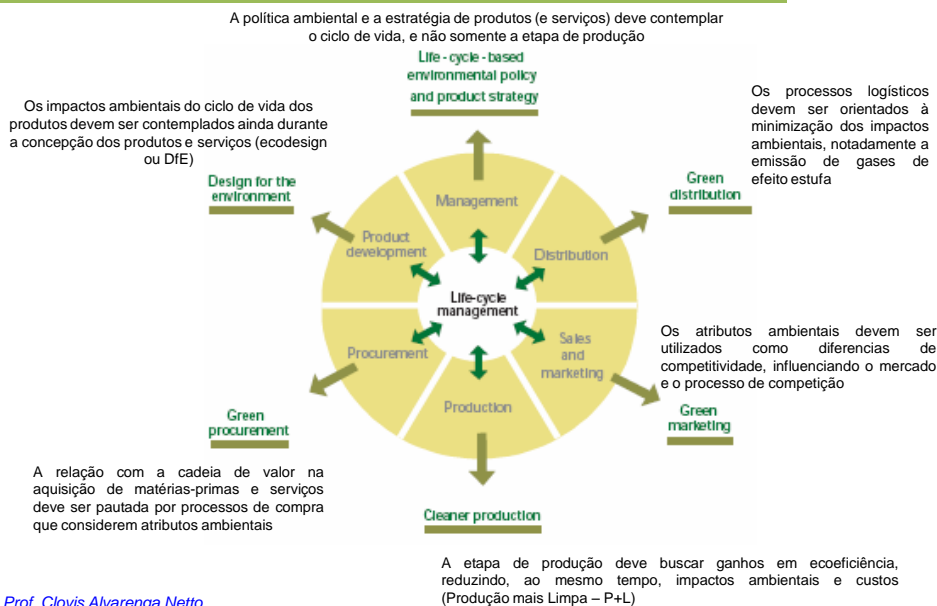 A política ambiental e a estratégia de produtos (e serviços) deve contemplar
o ciclo de vida, e não somente a etapa de produção
Life - cycle - based
environmental policy
and product strategy
Os impactos ambientais do ciclo de vida dos
produtos devem ser contemplados ainda durante
a concepção dos produtos e serviços (ecodesign
ou DfE)
Design for the
environment
Os processos logísticos
devem ser orientados à
minimização dos impactos
ambientais, notadamente a
emissão de gases de
efeito estufa
Green
distribution
Management
Product
development
Distribution
Life-cycle
management
Procurement
Sales
and
marketing
Production
Os atributos ambientais devem ser
utilizados como diferencias de
competitividade, influenciando o mercado
e o processo de competição
Green
marketing
Green
procurement
A relação com a cadeia de valor na
aquisição de matérias-primas e serviços
deve ser pautada por processos de compra
que considerem atributos ambientais
Cleaner production
A etapa de produção deve buscar ganhos em ecoeficiência,
reduzindo, ao mesmo tempo, impactos ambientais e custos
(Produção mais Limpa – P+L)
Prof. Clovis Alvarenga Netto